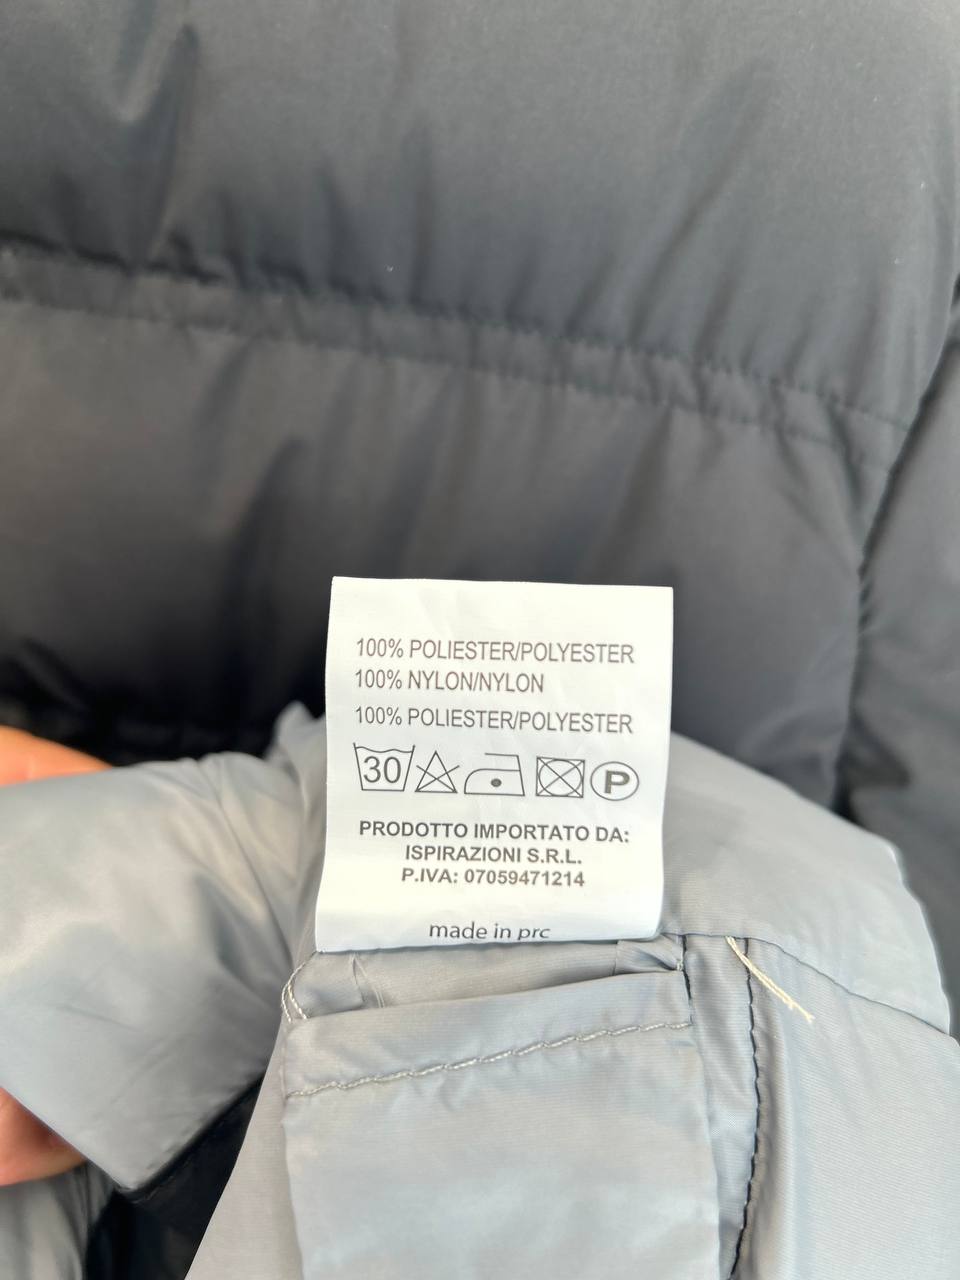 100% POLIESTER/POLYESTER
100% NYLON/NYLON
100% POLIESTER/POLYESTER
30 P
PRODOTTO IMPORTATO DA:
ISPIRAZIONI S.R.L.
P.IVA: 07059471214
made in prc